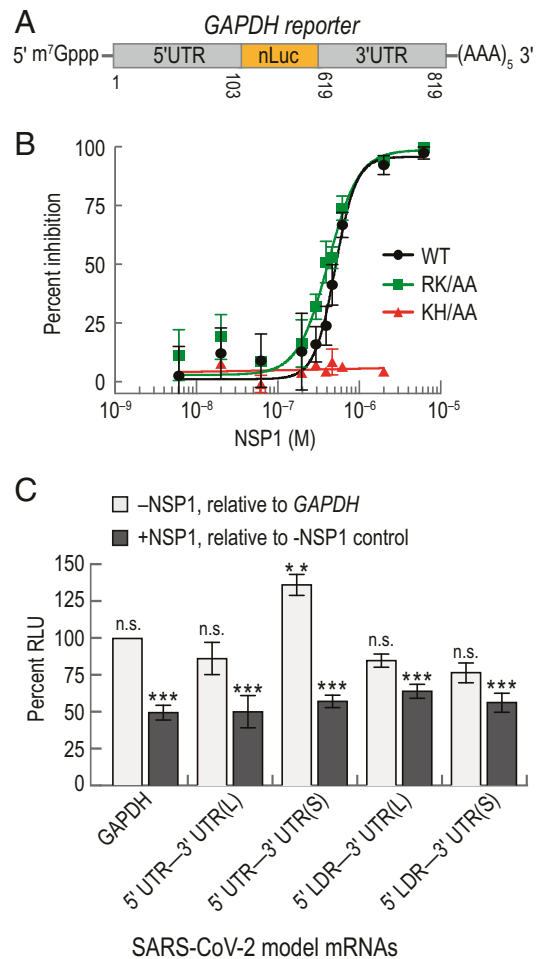 A
GAPDH reporter
5' m⁷Gppp 5'UTR nLuc 3'UTR (AAA)₅ 3'
1 103 619 819
B
Percent inhibition
100
75
50
25
0
10⁻⁹ 10⁻⁸ 10⁻⁷ 10⁻⁶ 10⁻⁵
NSP1 (M)
WT
RK/AA
KH/AA
C
–NSP1, relative to GAPDH
+NSP1, relative to -NSP1 control
Percent RLU
150
125
100
75
50
25
0
n.s. *** n.s. *** ** *** n.s. *** n.s. ***
GAPDH
5' UTR—3' UTR(L)
5' UTR—3' UTR(S)
5' LDR—3' UTR(L)
5' LDR—3' UTR(S)
SARS-CoV-2 model mRNAs